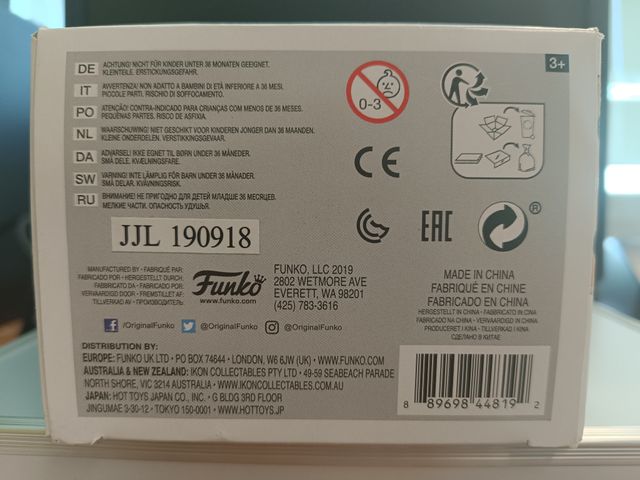 DE ACHTUNG! NICHT FÜR KINDER UNTER 36 MONATEN GEEIGNET.
KLEINTEILE. ERSTICKUNGSGEFAHR.
IT AVVERTENZA! NON ADATTO A BAMBINI DI ETÀ INFERIORE A 36 MESI.
PICCOLE PARTI. RISCHIO DI SOFFOCAMENTO.
PO ATENÇÃO! CONTRA-INDICADO PARA CRIANÇAS COM MENOS DE 36 MESES.
PEQUENAS PARTES. RISCO DE ASFIXIA.
NL WAARSCHUWING! NIET GESCHIKT VOOR KINDEREN JONGER DAN 36 MAANDEN.
KLEINE ONDERDELEN. VERSTIKKINGSGEVAAR.
DA ADVARSEL! IKKE EGNET TIL BØRN UNDER 36 MÅNEDER.
SMÅ DELE. KVÆLNINGSFARE.
SW VARNING! INTE LÄMPLIG FÖR BARN UNDER 36 MÅNADER.
SMÅ DELAR. KVÄVNINGSRISK.
RU ВНИМАНИЕ! НЕ ПРИГОДНО ДЛЯ ДЕТЕЙ МЛАДШЕ 36 МЕСЯЦЕВ.
МЕЛКИЕ ЧАСТИ. ОПАСНОСТЬ УДУШЬЯ.
0-3
3+
CE
EAC
®
JJL 190918
MANUFACTURED BY • FABRIQUÉ PAR
FABRICADO POR • HERGESTELLT DURCH
FABBRICATO DA • FABRICADO POR
VERVAARDIGD DOOR • FREMSTILLET AF
TILLVERKAD AV • ПРОИЗВОДИТЕЛЬ
Funko
www.funko.com
FUNKO, LLC 2019
2802 WETMORE AVE
EVERETT, WA 98201
(425) 783-3616
MADE IN CHINA
FABRIQUÉ EN CHINE
FABRICADO EN CHINA
HERGESTELLT IN CHINA • FABBRICATO IN CINA
FABRICADO NA CHINA • VERVAARDIGD IN CHINA
PRODUCERET I KINA • TILLVERKAD I KINA
СДЕЛАНО В КИТАЕ
f /OriginalFunko @OriginalFunko @OriginalFunko
DISTRIBUTION BY:
EUROPE: FUNKO UK LTD • PO BOX 74644 • LONDON, W6 6JW (UK) • WWW.FUNKO.COM
AUSTRALIA & NEW ZEALAND: IKON COLLECTABLES PTY LTD • 49-59 SEABEACH PARADE
NORTH SHORE, VIC 3214 AUSTRALIA • WWW.IKONCOLLECTABLES.COM.AU
JAPAN: HOT TOYS JAPAN CO., INC. • G BLDG 3RD FLOOR
JINGUMAE 3-30-12 • TOKYO 150-0001 • WWW.HOTTOYS.JP
8 89698 44819 2